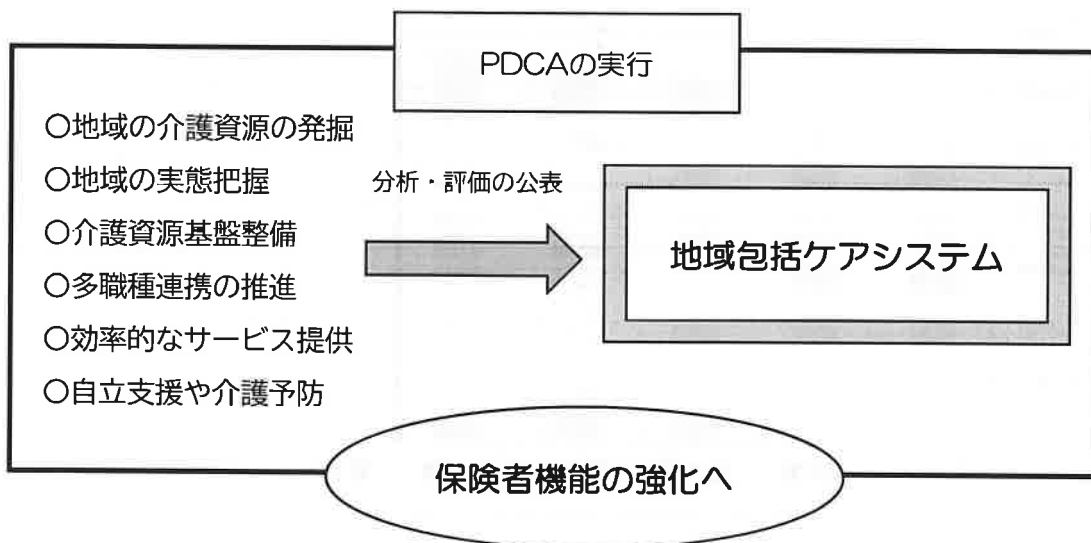 PDCAの実行
○地域の介護資源の発掘
○地域の実態把握
○介護資源基盤整備
○多職種連携の推進
○効率的なサービス提供
○自立支援や介護予防
分析・評価の公表
地域包括ケアシステム
保険者機能の強化へ